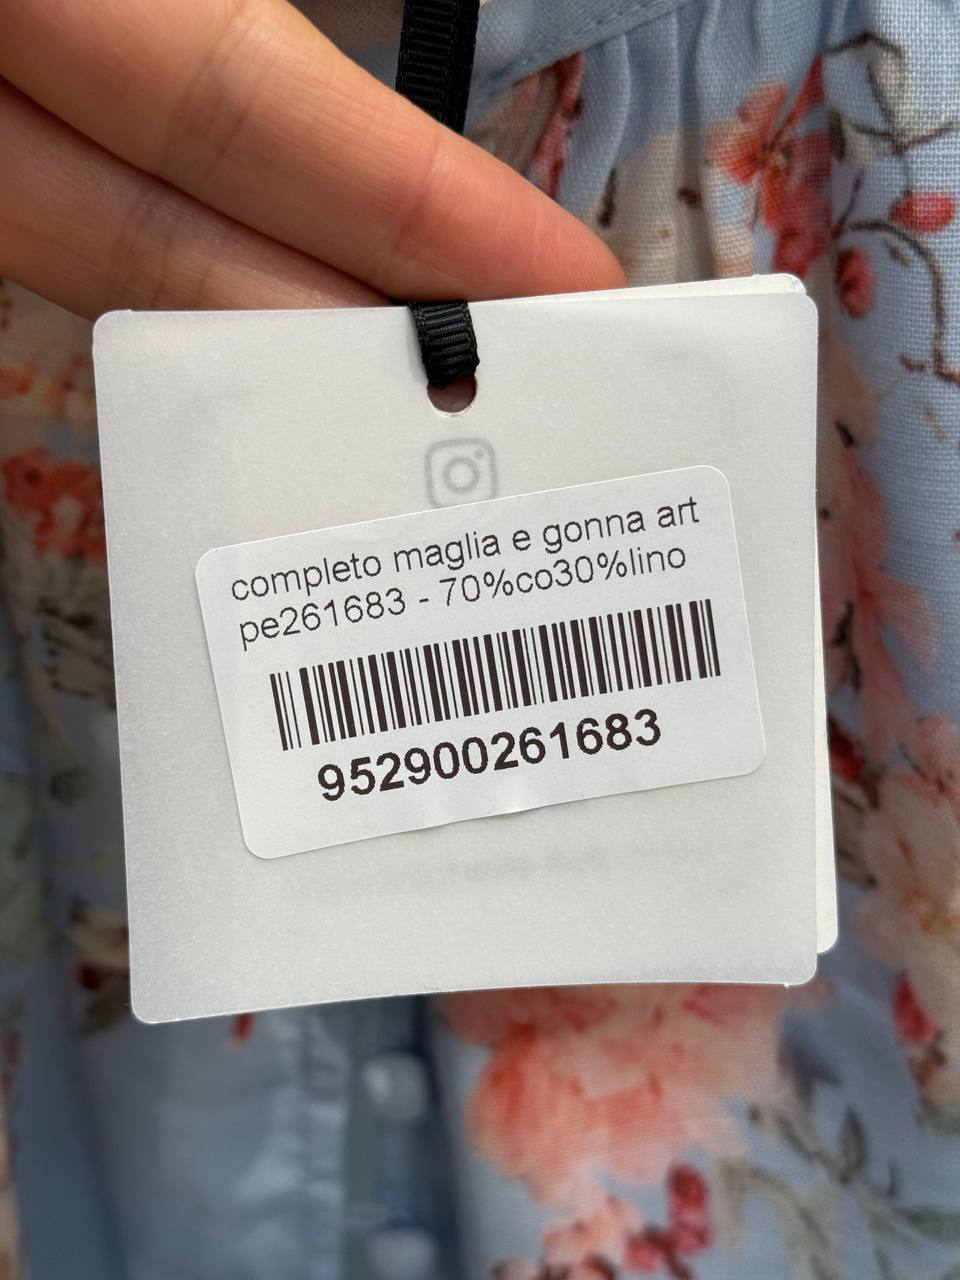 completo maglia e gonna art
pe261683 - 70%co30%lino
952900261683